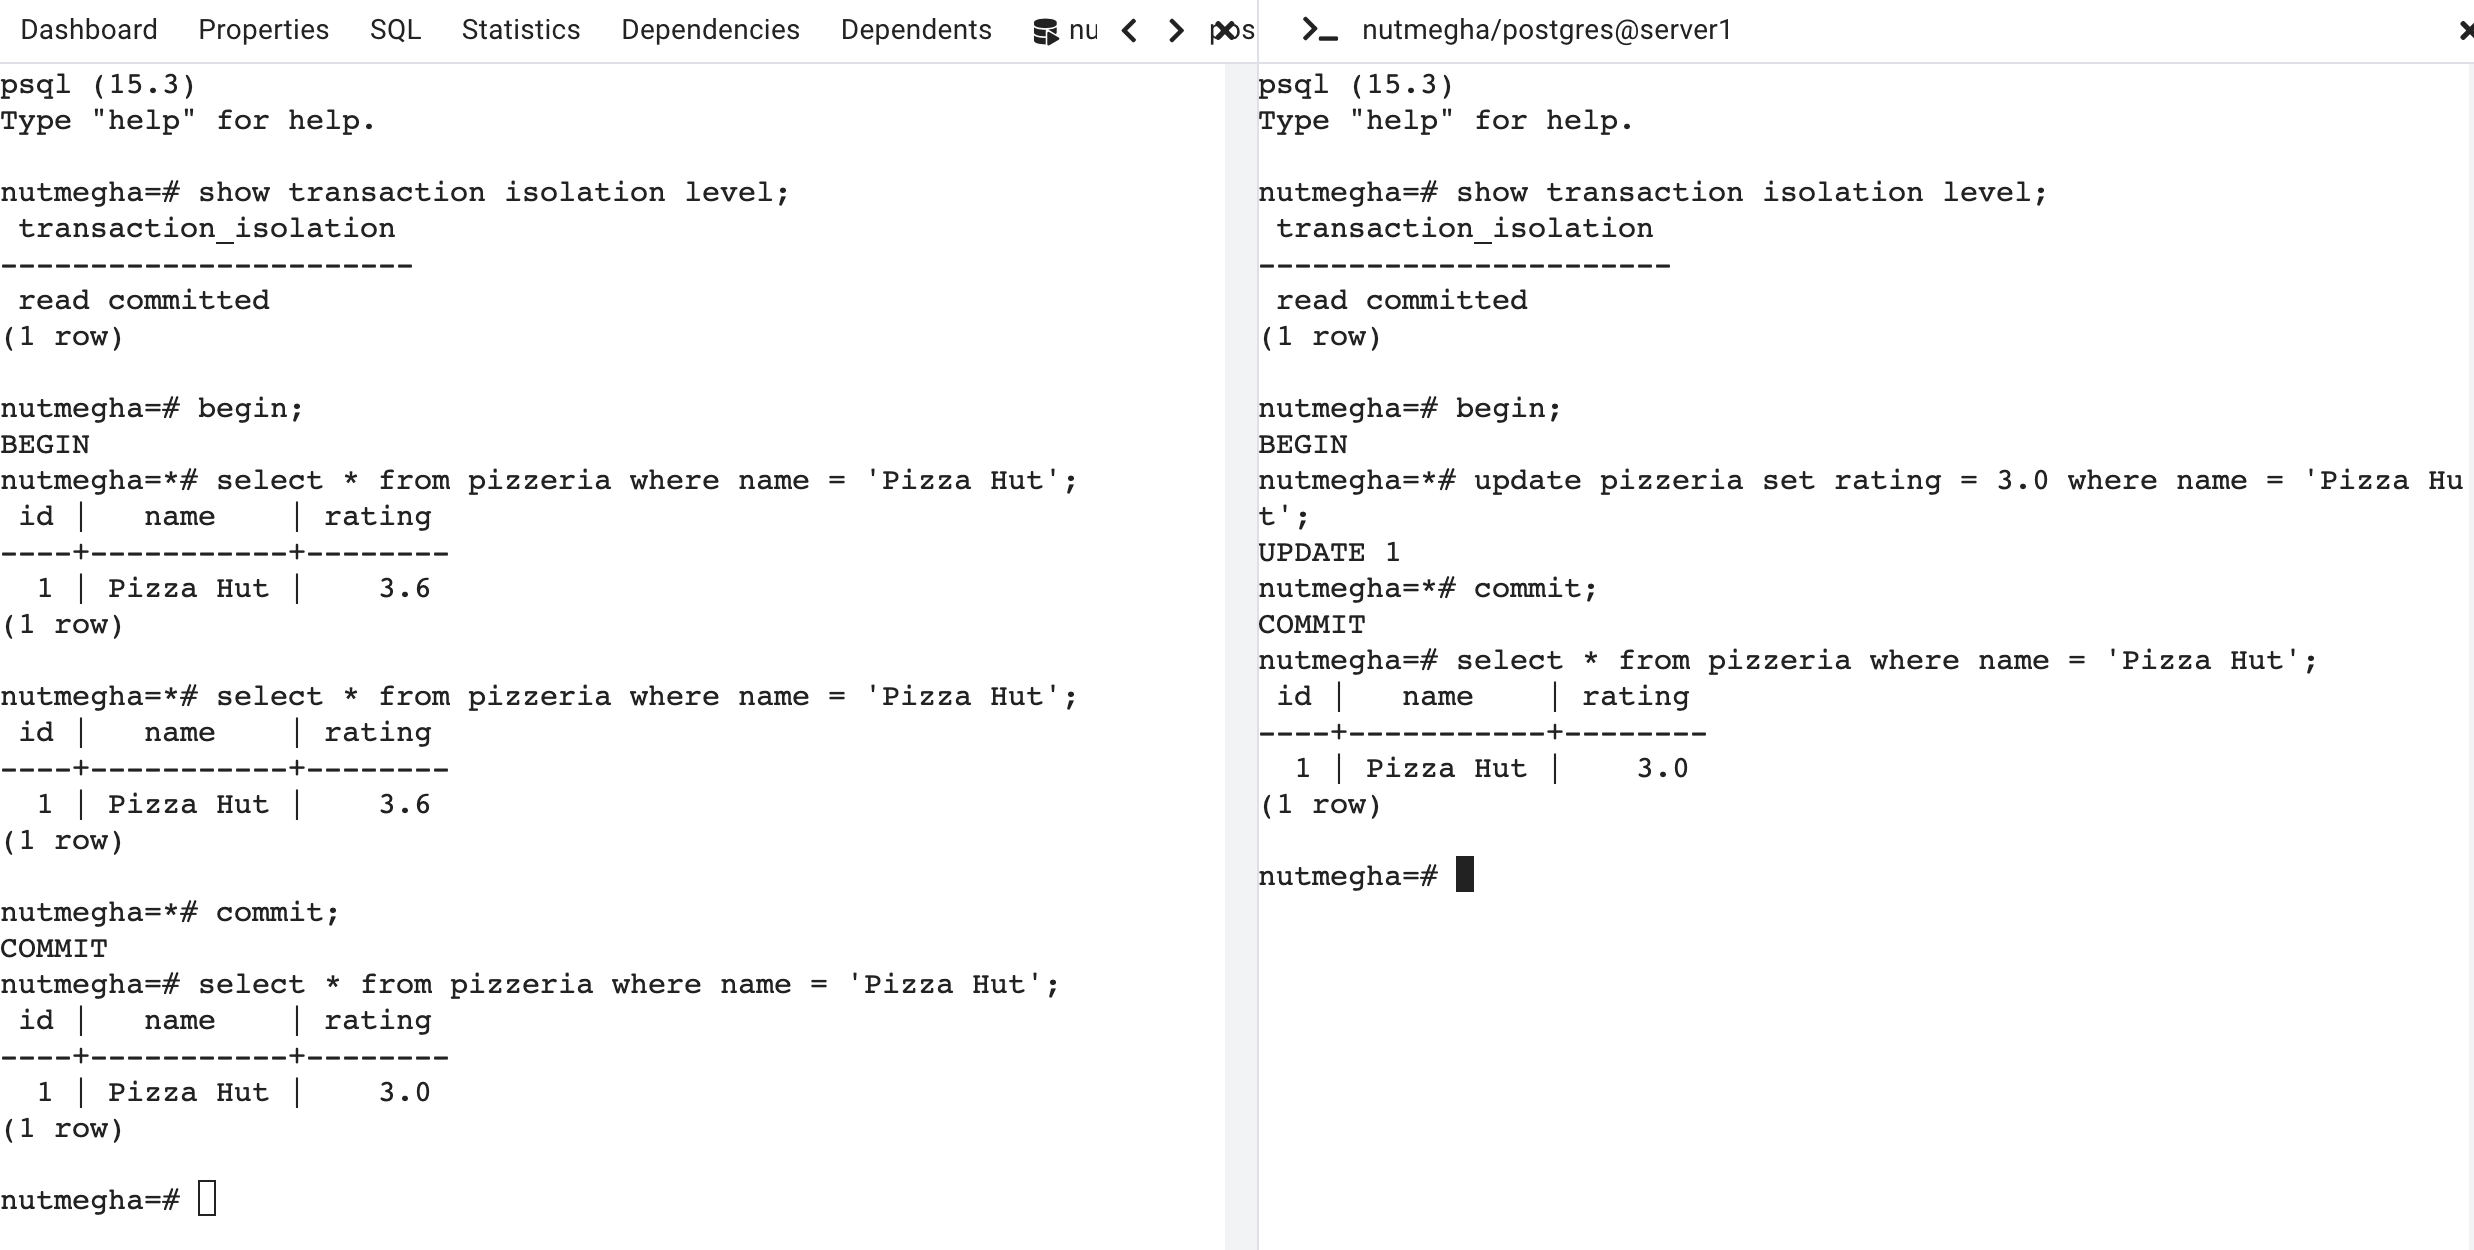 Dashboard Properties SQL Statistics Dependencies Dependents nu
psql (15.3)
Type "help" for help.

nutmegha=# show transaction isolation level;
 transaction_isolation
-----------------------
 read committed
(1 row)

nutmegha=# begin;
BEGIN
nutmegha=*# select * from pizzeria where name = 'Pizza Hut';
 id |   name    | rating
----+-----------+--------
  1 | Pizza Hut |    3.6
(1 row)

nutmegha=*# select * from pizzeria where name = 'Pizza Hut';
 id |   name    | rating
----+-----------+--------
  1 | Pizza Hut |    3.6
(1 row)

nutmegha=*# commit;
COMMIT
nutmegha=# select * from pizzeria where name = 'Pizza Hut';
 id |   name    | rating
----+-----------+--------
  1 | Pizza Hut |    3.0
(1 row)

nutmegha=#
nutmegha/postgres@server1
psql (15.3)
Type "help" for help.

nutmegha=# show transaction isolation level;
 transaction_isolation
-----------------------
 read committed
(1 row)

nutmegha=# begin;
BEGIN
nutmegha=*# update pizzeria set rating = 3.0 where name = 'Pizza Hu
t';
UPDATE 1
nutmegha=*# commit;
COMMIT
nutmegha=# select * from pizzeria where name = 'Pizza Hut';
 id |   name    | rating
----+-----------+--------
  1 | Pizza Hut |    3.0
(1 row)

nutmegha=#